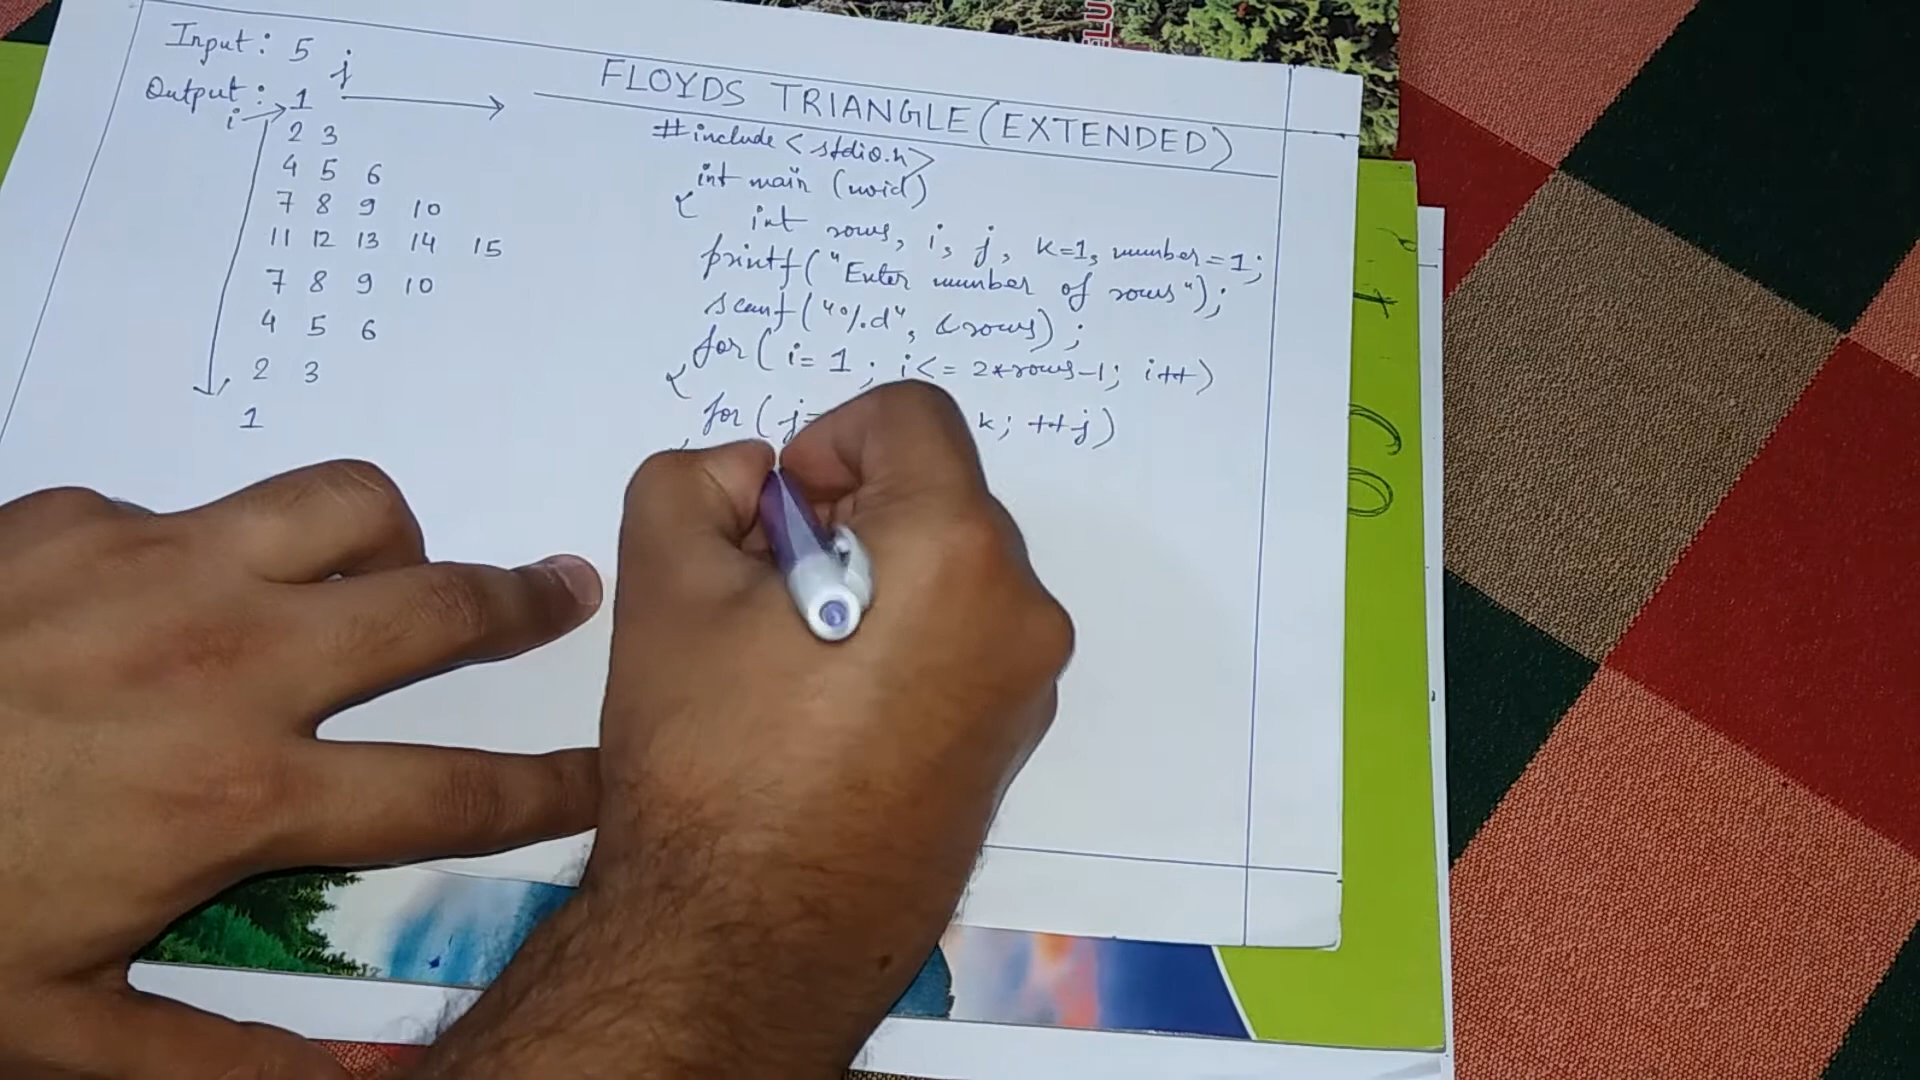 Input: 5
j
Output: 1
i
2 3
4 5 6
7 8 9 10
11 12 13 14 15
7 8 9 10
4 5 6
2 3
1
FLOYDS TRIANGLE (EXTENDED)
#include <stdio.h>
int main (void)
{
int rows, i, j, k=1, number=1;
printf("Enter number of rows");
scanf("%d", &rows);
for( i=1; i<= 2*rows-1; i++)
{
for ( j= k; ++j)
LU